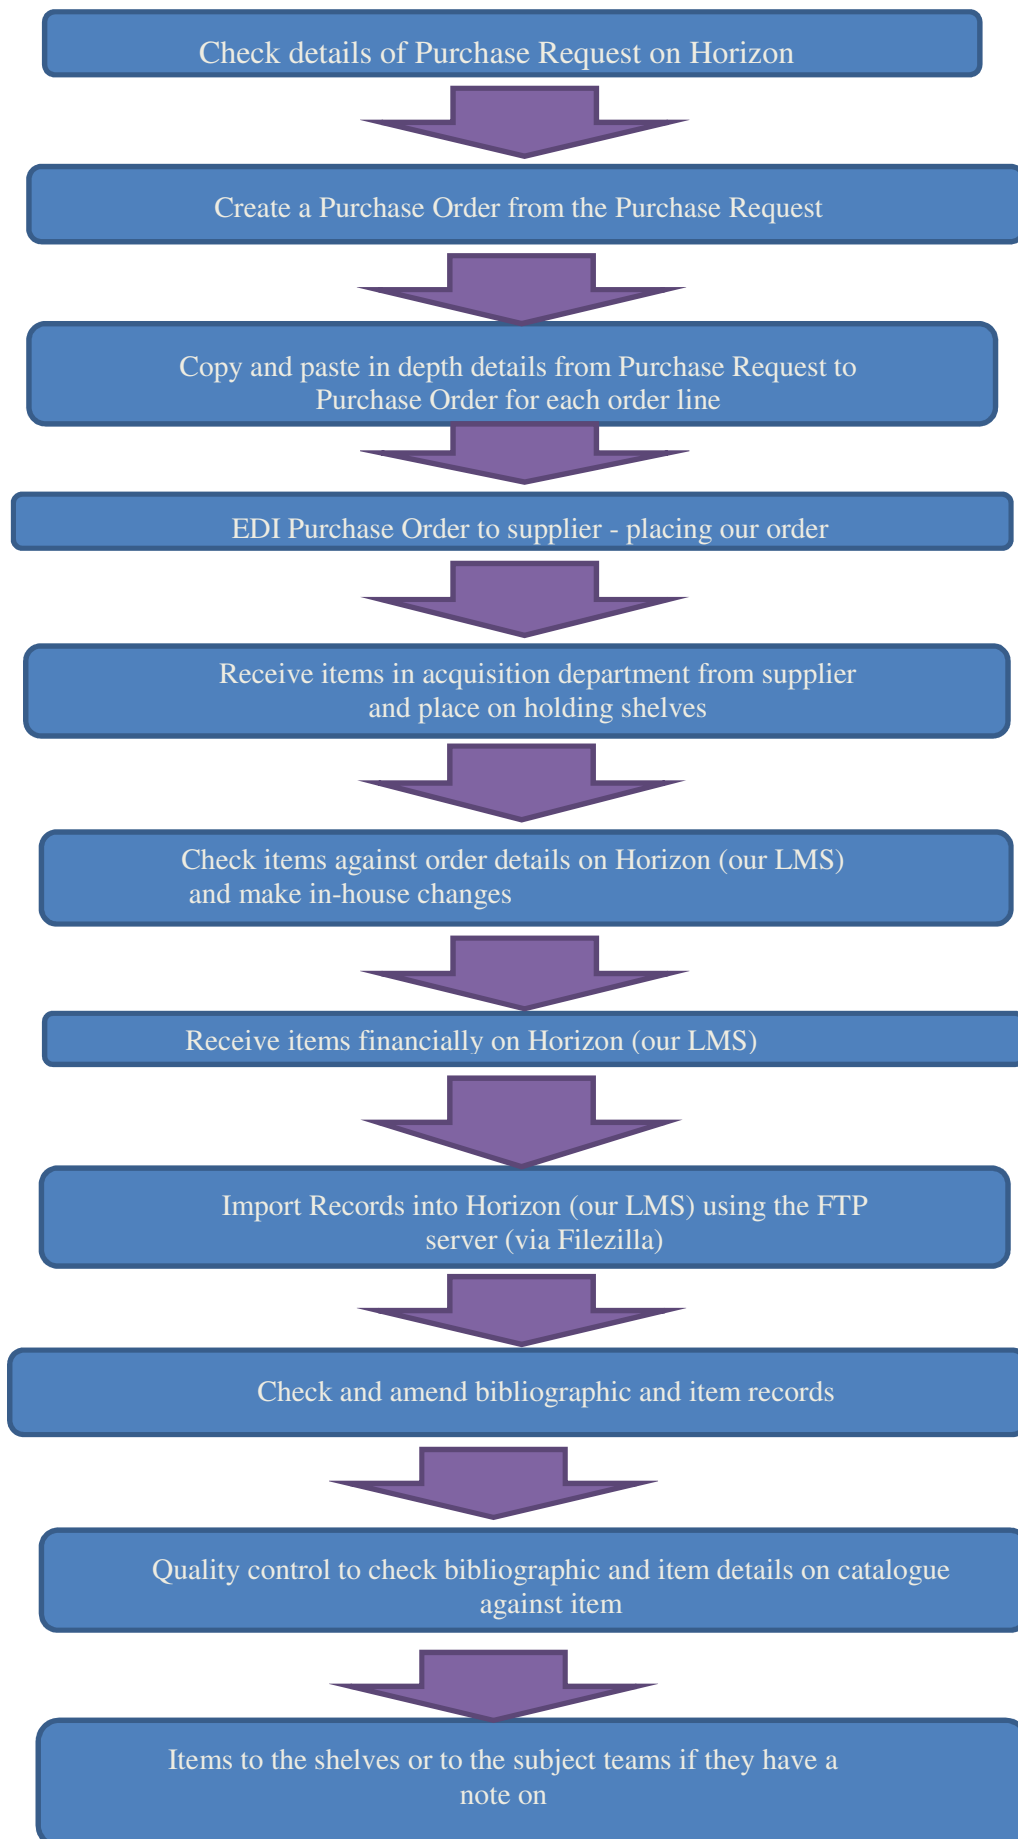 Check details of Purchase Request on Horizon
Create a Purchase Order from the Purchase Request
Copy and paste in depth details from Purchase Request to
Purchase Order for each order line
EDI Purchase Order to supplier - placing our order
Receive items in acquisition department from supplier
and place on holding shelves
Check items against order details on Horizon (our LMS)
and make in-house changes
Receive items financially on Horizon (our LMS)
Import Records into Horizon (our LMS) using the FTP
server (via Filezilla)
Check and amend bibliographic and item records
Quality control to check bibliographic and item details on catalogue
against item
Items to the shelves or to the subject teams if they have a
note on